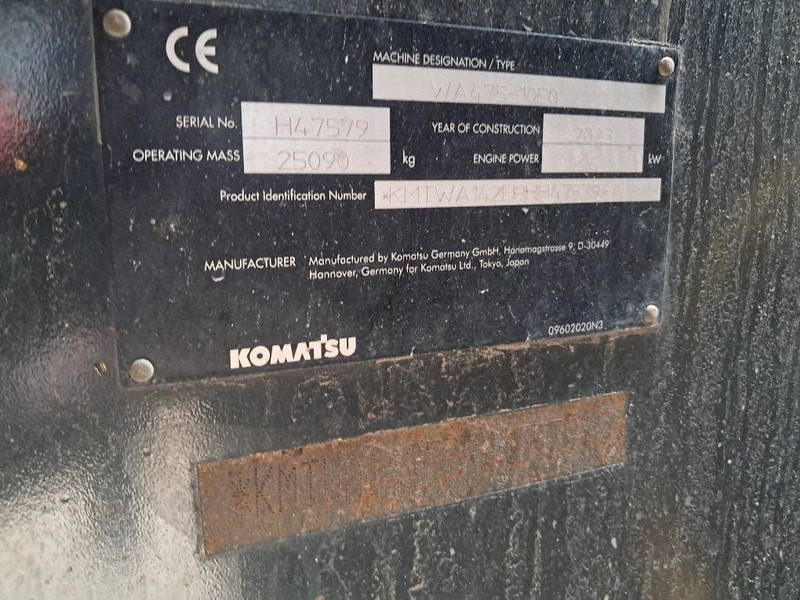 CE
MACHINE DESIGNATION / TYPE
WA475-10E0
SERIAL No. H47579
YEAR OF CONSTRUCTION 2023
OPERATING MASS 25090 kg
ENGINE POWER kW
Product Identification Number *KMTWA142EPHH47579*
MANUFACTURER Manufactured by Komatsu Germany GmbH, Hanomagstrasse 9, D-30449
Hannover, Germany for Komatsu Ltd., Tokyo, Japan
KOMATSU
09602020N3
*KMT